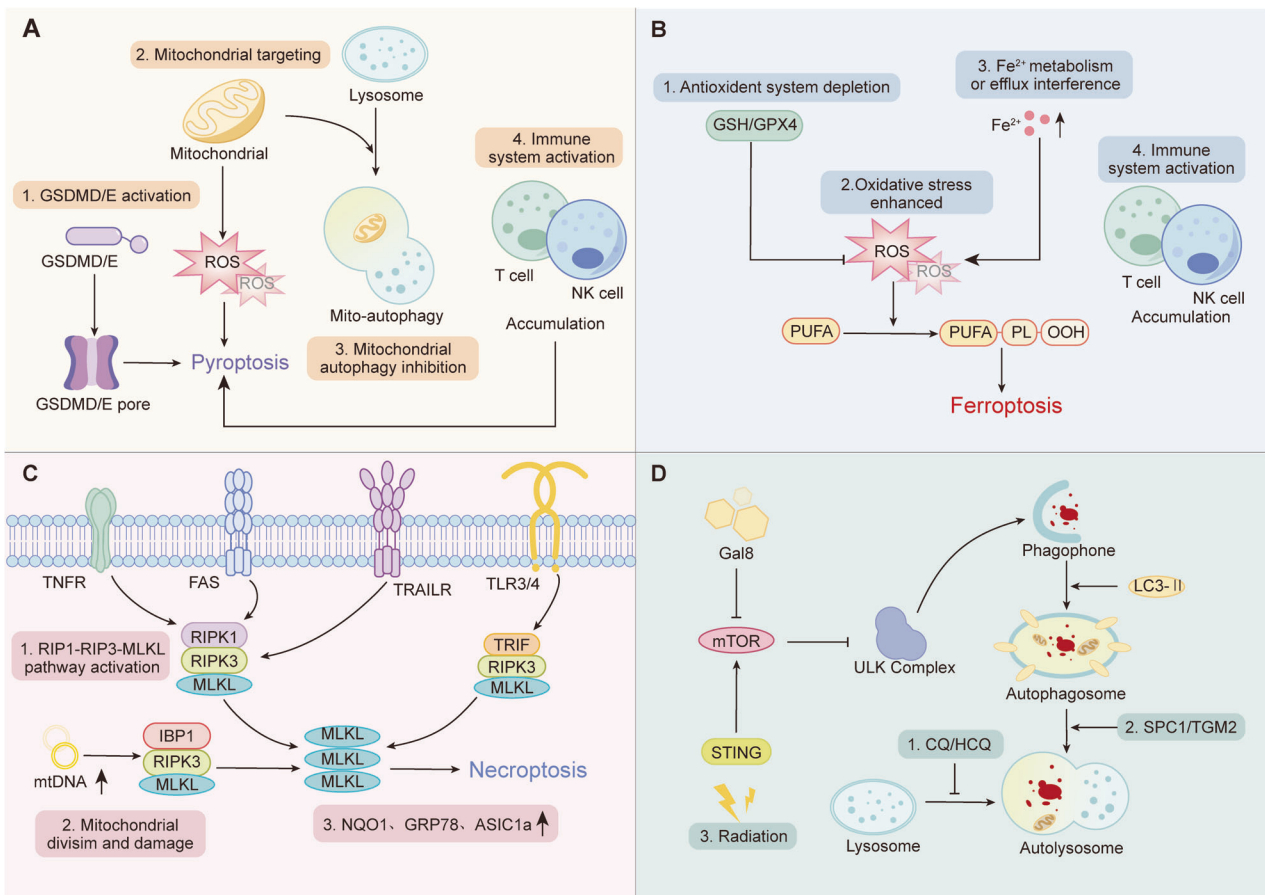 A
2. Mitochondrial targeting
Lysosome
Mitochondrial
4. Immune
system activation
1. GSDMD/E activation
GSDMD/E
ROS
ROS
T cell
NK cell
Mito-autophagy
Accumulation
3. Mitochondrial
autophagy inhibition
Pyroptosis
GSDMD/E pore
B
1. Antioxident system depletion
GSH/GPX4
3. Fe²⁺ metabolism
or efflux interference
Fe²⁺
4. Immune
system activation
2.Oxidative stress
enhanced
ROS
ROS
T cell
NK cell
Accumulation
PUFA
PUFA
PL
OOH
Ferroptosis
C
TNFR
FAS
TRAILR
TLR3/4
1. RIP1-RIP3-MLKL
pathway activation
RIPK1
RIPK3
MLKL
TRIF
RIPK3
MLKL
mtDNA
IBP1
RIPK3
MLKL
MLKL
MLKL
MLKL
Necroptosis
2. Mitochondrial
divisim and damage
3. NQO1、GRP78、ASIC1a
D
Gal8
Phagophone
LC3-Ⅱ
mTOR
ULK Complex
Autophagosome
STING
1. CQ/HCQ
2. SPC1/TGM2
3. Radiation
Lysosome
Autolysosome